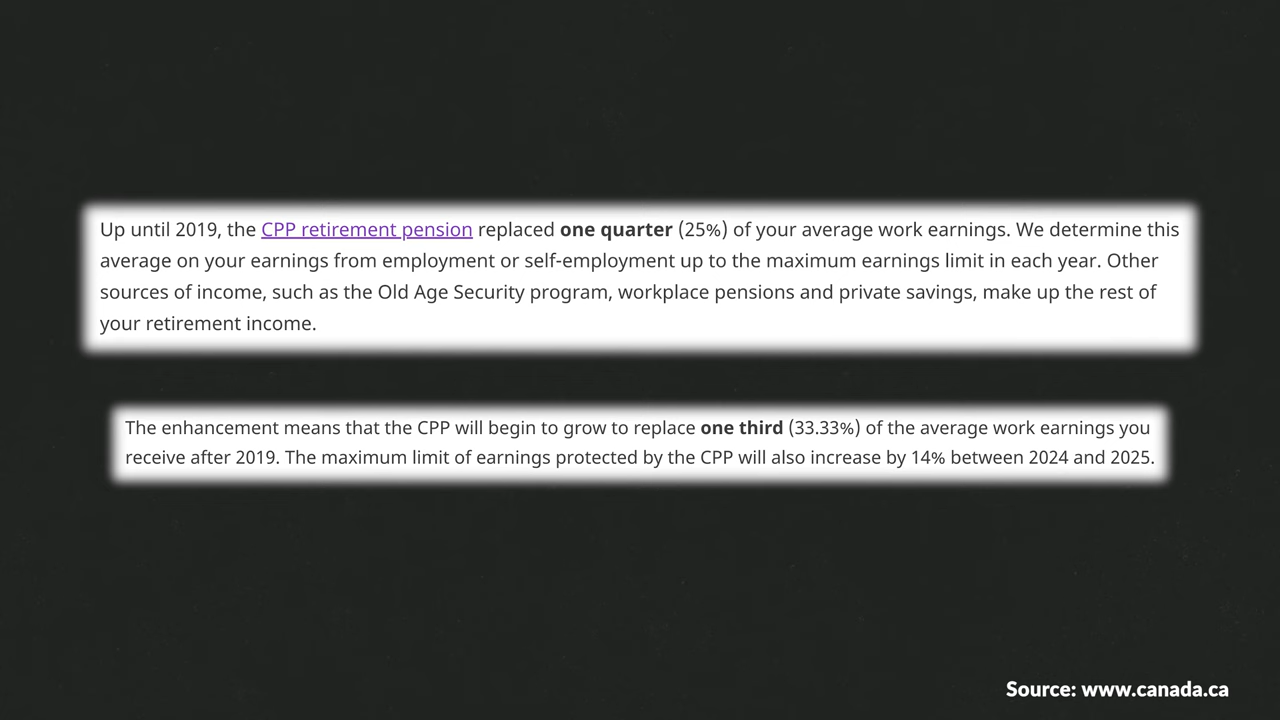 Up until 2019, the CPP retirement pension replaced one quarter (25%) of your average work earnings. We determine this
average on your earnings from employment or self-employment up to the maximum earnings limit in each year. Other
sources of income, such as the Old Age Security program, workplace pensions and private savings, make up the rest of
your retirement income.
The enhancement means that the CPP will begin to grow to replace one third (33.33%) of the average work earnings you
receive after 2019. The maximum limit of earnings protected by the CPP will also increase by 14% between 2024 and 2025.
Source: www.canada.ca